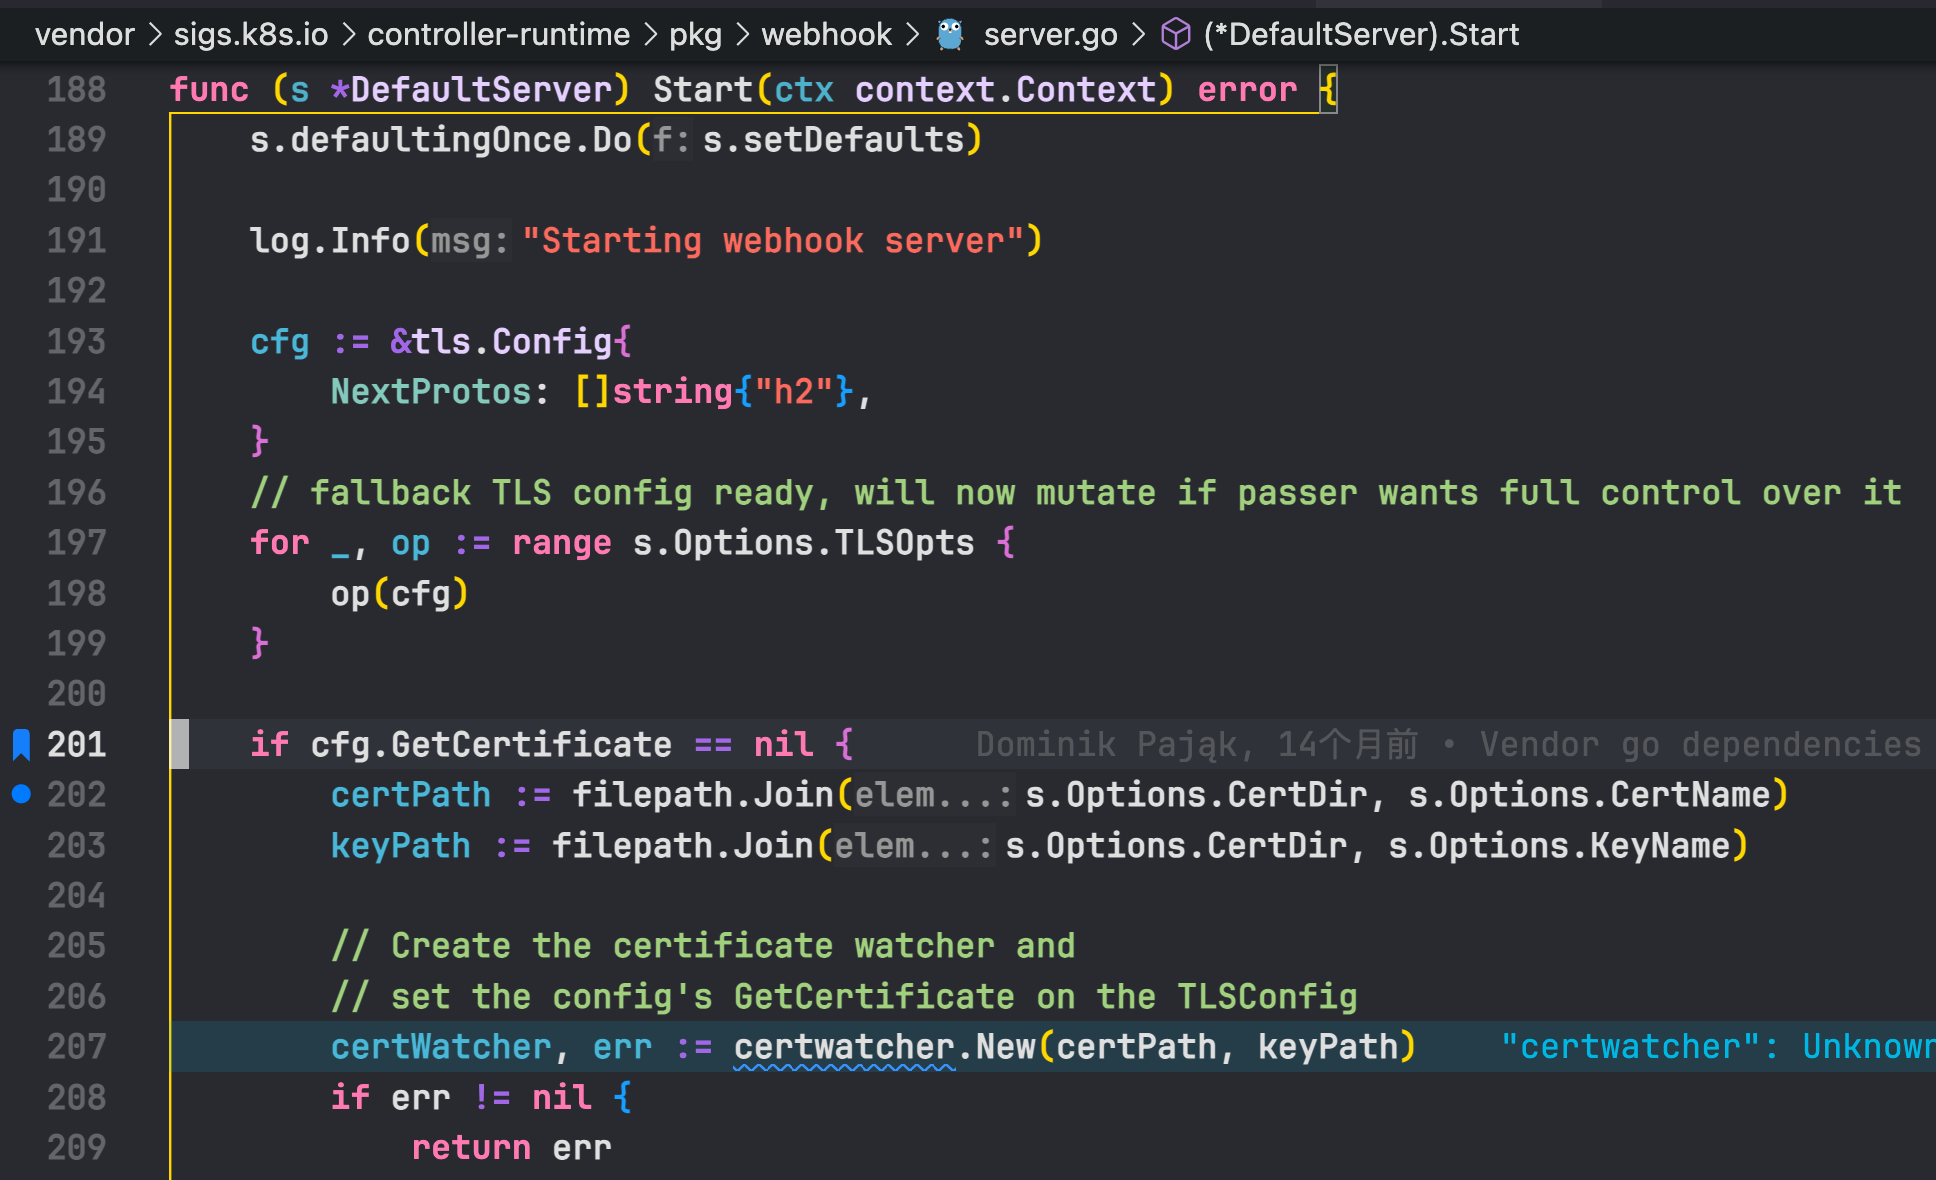 vendor > sigs.k8s.io > controller-runtime > pkg > webhook > server.go > (*DefaultServer).Start
188 func (s *DefaultServer) Start(ctx context.Context) error {
189 s.defaultingOnce.Do(f: s.setDefaults)
190
191 log.Info(msg: "Starting webhook server")
192
193 cfg := &tls.Config{
194 NextProtos: []string{"h2"},
195 }
196 // fallback TLS config ready, will now mutate if passer wants full control over it
197 for _, op := range s.Options.TLSOpts {
198 op(cfg)
199 }
200
201 if cfg.GetCertificate == nil { Dominik Pająk, 14个月前 • Vendor go dependencies
202 certPath := filepath.Join(elem...: s.Options.CertDir, s.Options.CertName)
203 keyPath := filepath.Join(elem...: s.Options.CertDir, s.Options.KeyName)
204
205 // Create the certificate watcher and
206 // set the config's GetCertificate on the TLSConfig
207 certWatcher, err := certwatcher.New(certPath, keyPath) "certwatcher": Unknown
208 if err != nil {
209 return err